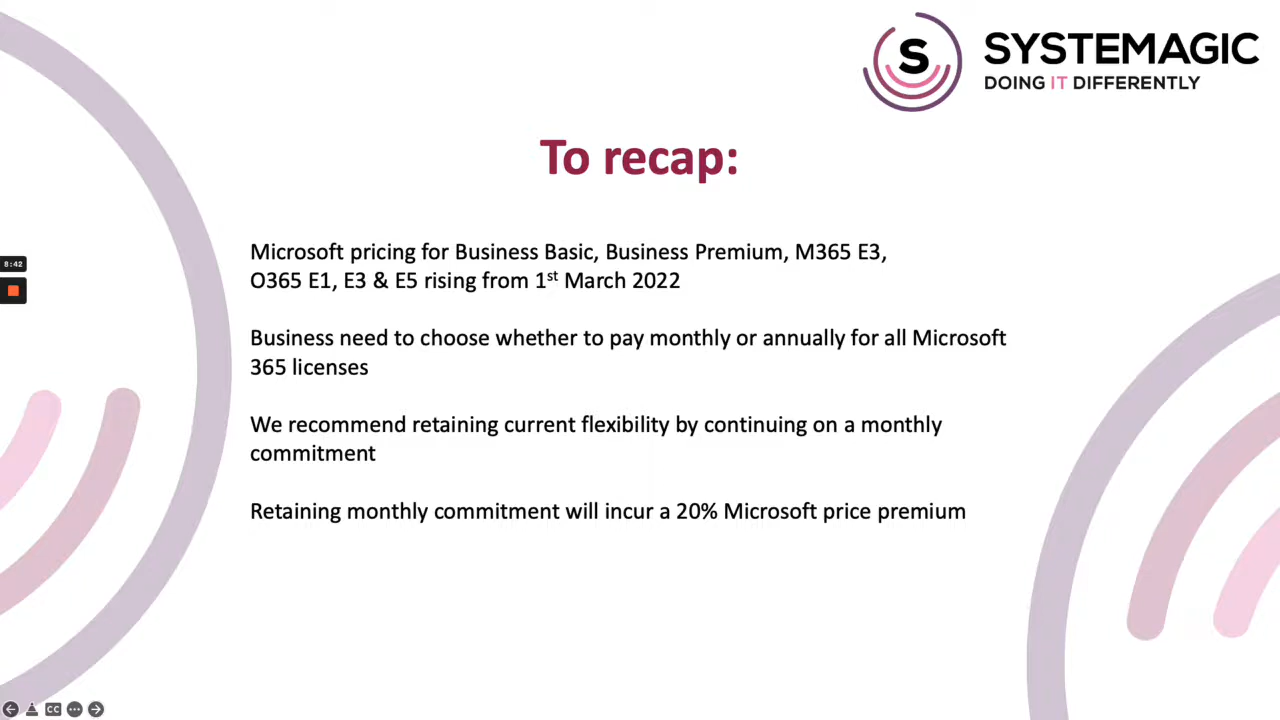 S
SYSTEMAGIC
DOING IT DIFFERENTLY
To recap:
Microsoft pricing for Business Basic, Business Premium, M365 E3,
O365 E1, E3 & E5 rising from 1st March 2022
Business need to choose whether to pay monthly or annually for all Microsoft
365 licenses
We recommend retaining current flexibility by continuing on a monthly
commitment
Retaining monthly commitment will incur a 20% Microsoft price premium
8:42
CC